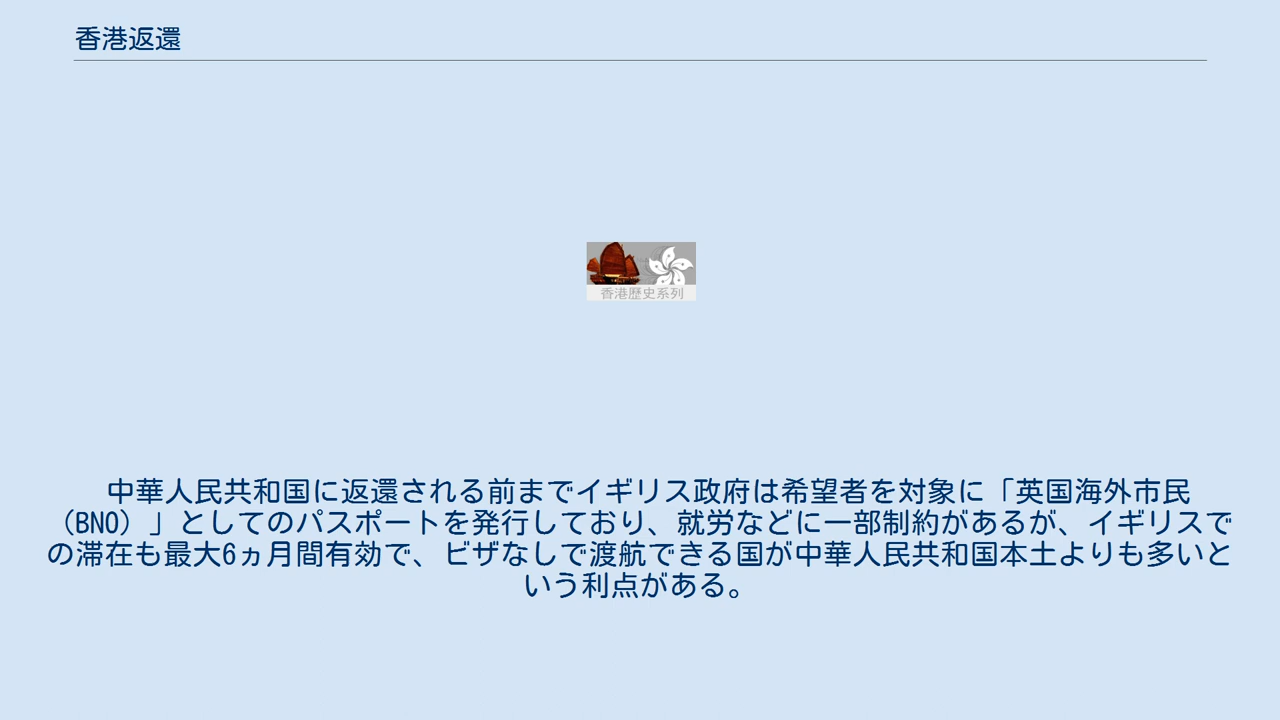 香港返還
香港歴史系列
中華人民共和国に返還される前までイギリス政府は希望者を対象に「英国海外市民
（BNO）」としてのパスポートを発行しており、就労などに一部制約があるが、イギリスで
の滞在も最大6ヵ月間有効で、ビザなしで渡航できる国が中華人民共和国本土よりも多いと
いう利点がある。